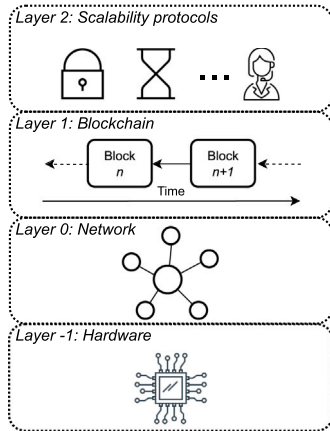 Layer 2: Scalability protocols
Layer 1: Blockchain
Block
n
Block
n+1
Time
Layer 0: Network
Layer -1: Hardware